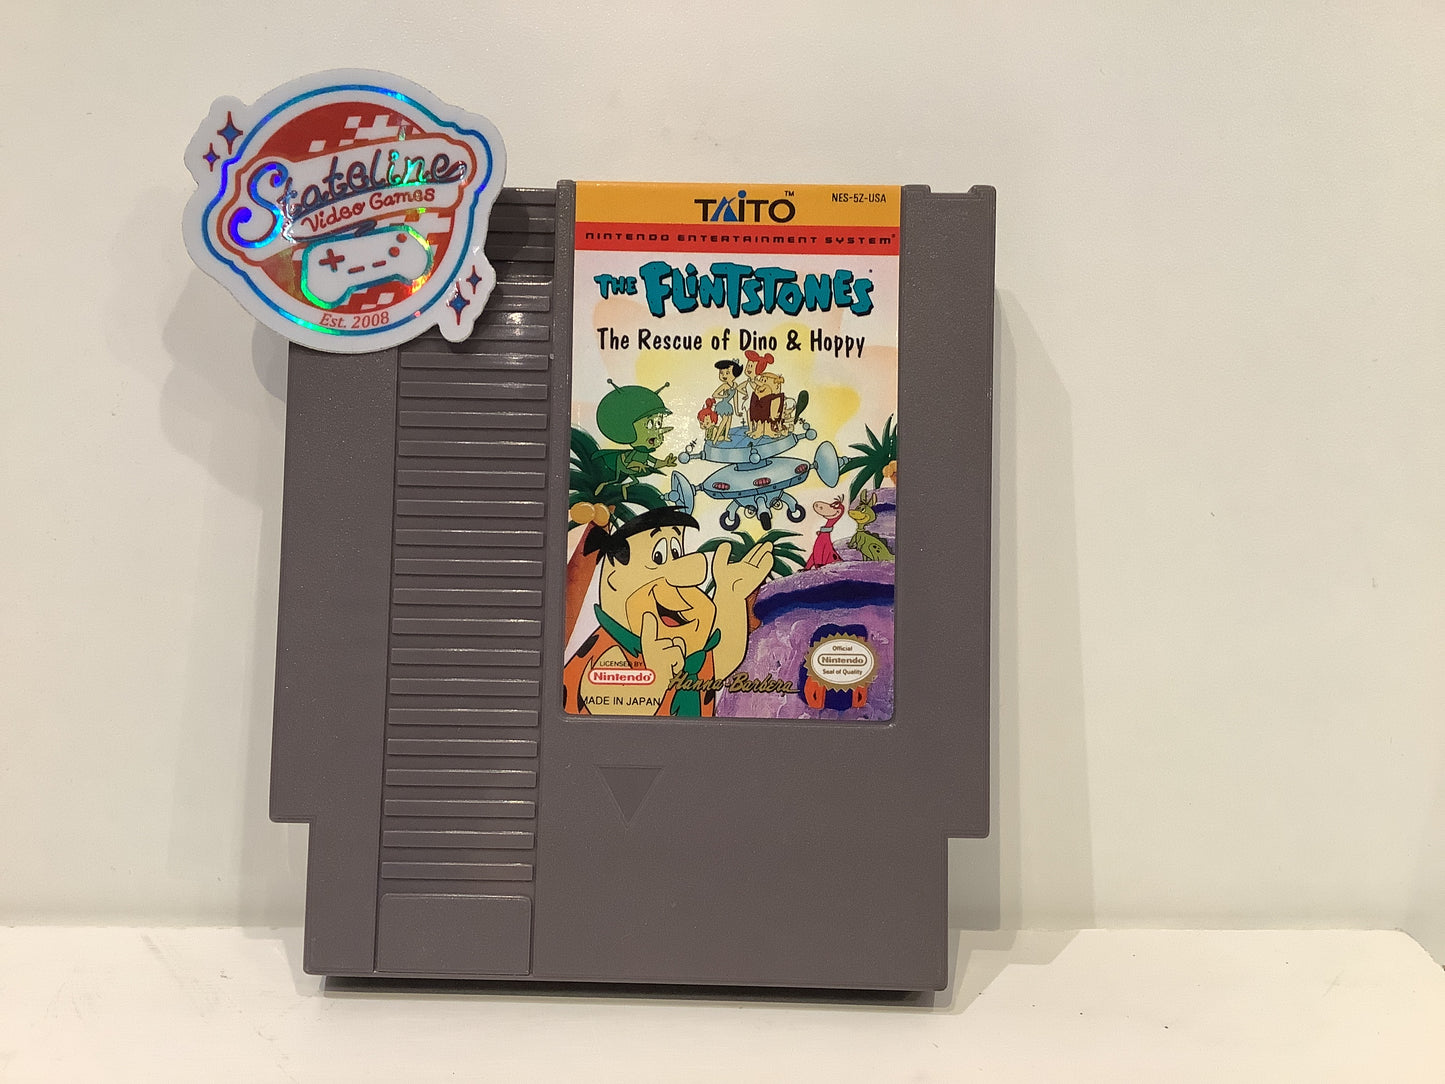 Stateline
Video Games
Est. 2008
TAITO™
NES-5Z-USA
NINTENDO ENTERTAINMENT SYSTEM®
THE FLINTSTONES®
The Rescue of Dino & Hoppy
LICENSED BY
Nintendo®
MADE IN JAPAN
Hanna-Barbera
Official
Nintendo
Seal of Quality